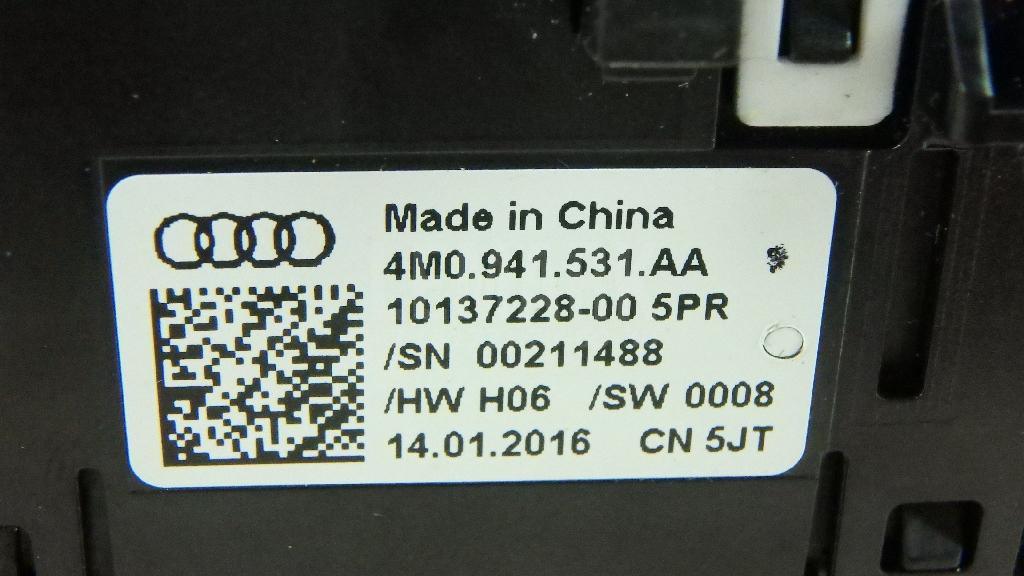 Made in China
4M0.941.531.AA
10137228-00 5PR
/SN 00211488
/HW H06 /SW 0008
14.01.2016 CN 5JT